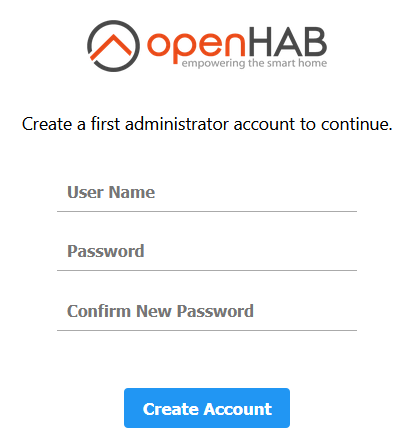 openHAB
empowering the smart home
Create a first administrator account to continue.
User Name
Password
Confirm New Password
Create Account